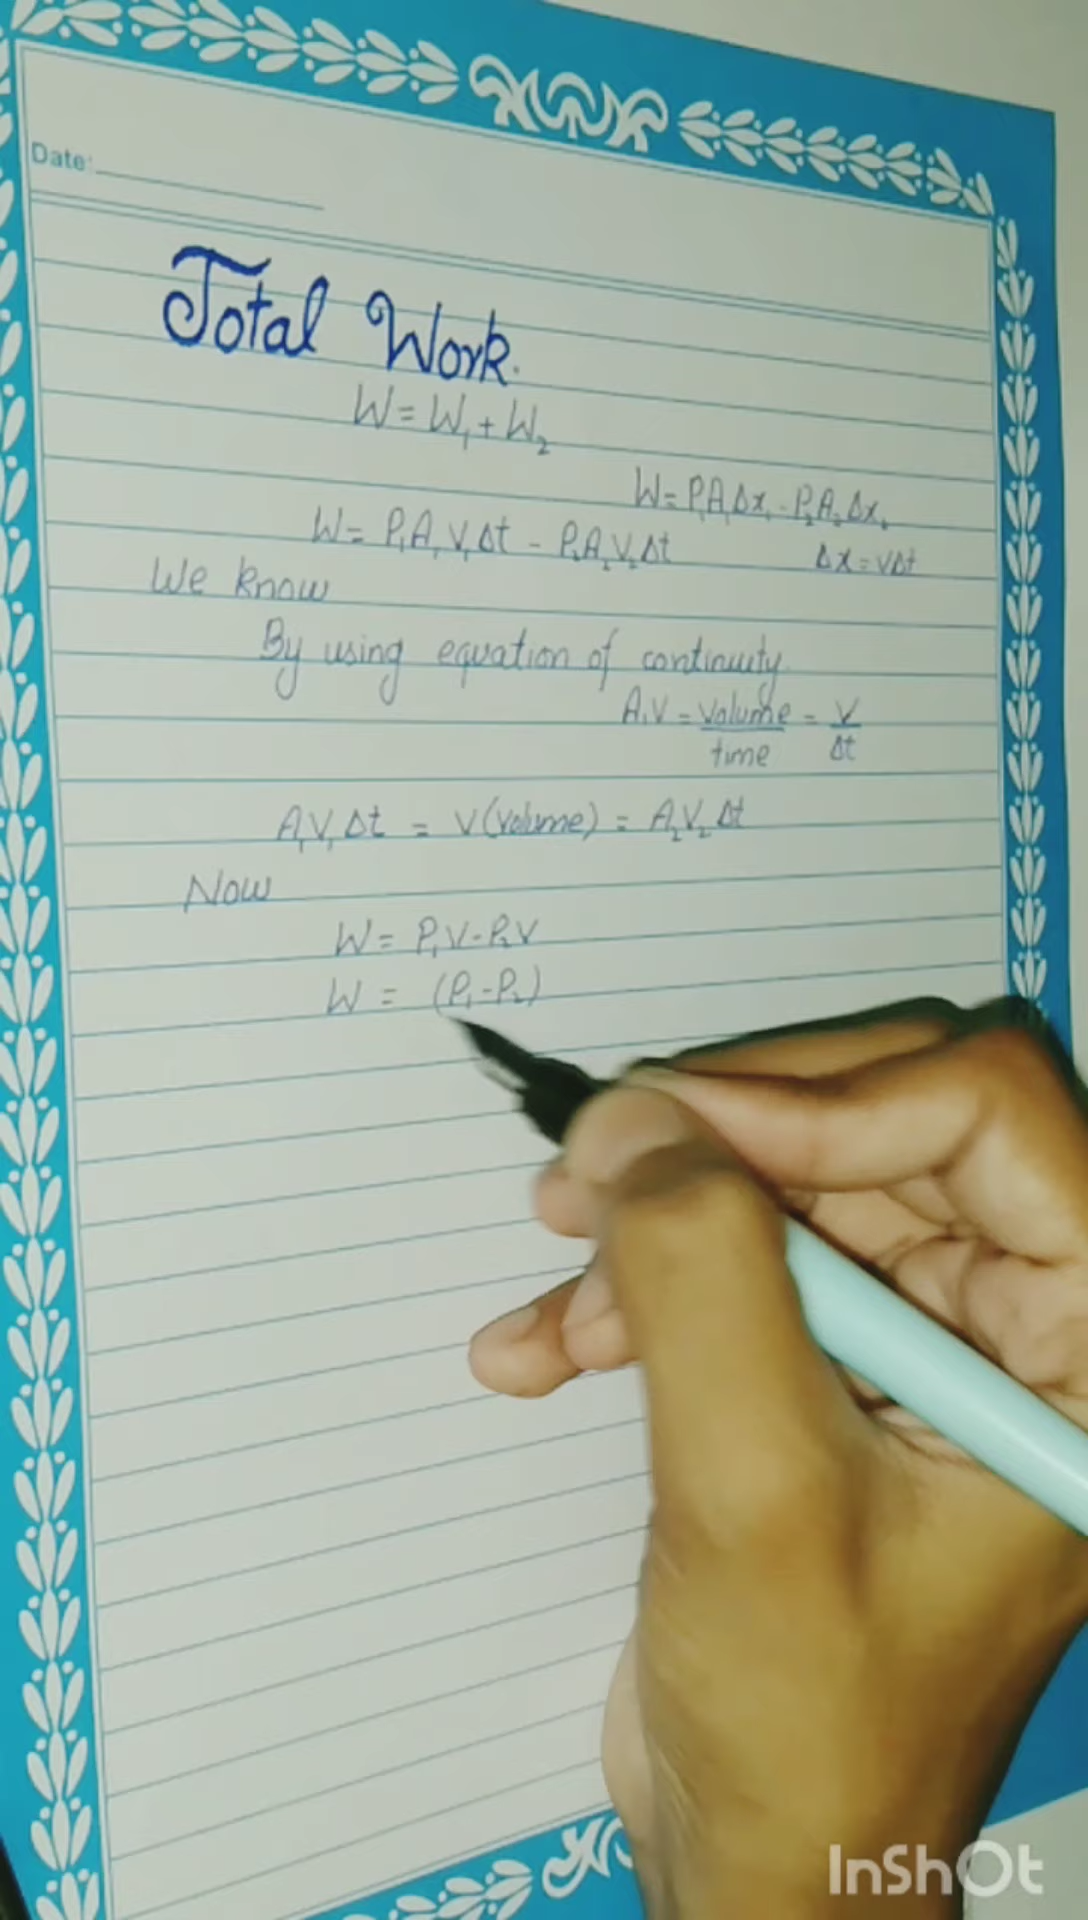 Date:
Total Work.
W = W₁ + W₂
W = P₁A₁Δx₁ - P₂A₂Δx₂
W = P₁A₁V₁Δt - P₂A₂V₂Δt
Δx = vΔt
We know
By using equation of continuity.
A₁V = volume/time = V/Δt
A₁V₁Δt = V(volume) = A₂V₂Δt
Now
W = P₁V - P₂V
W = (P₁-P₂)
InShOt